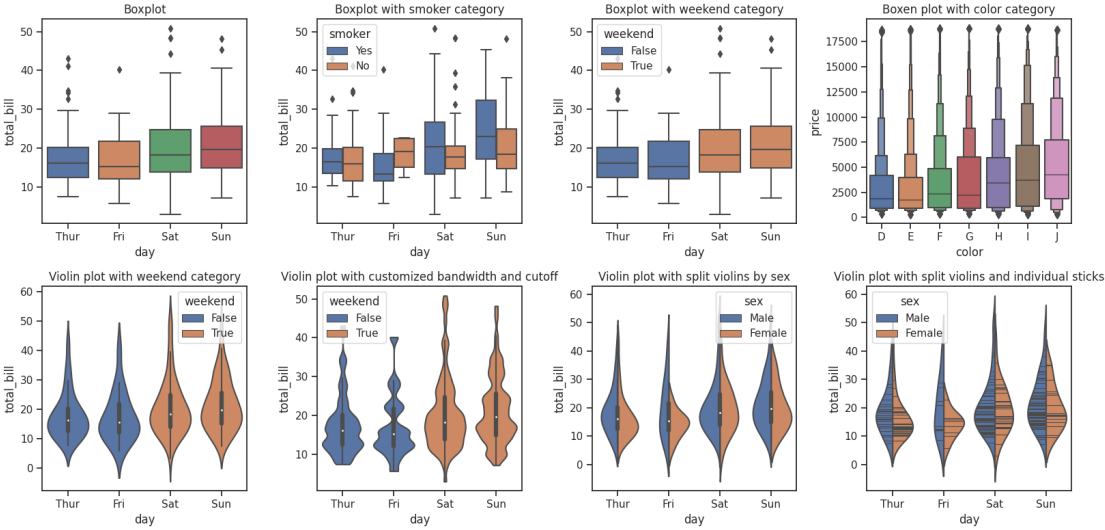 Boxplot
50
40
30
20
10
total_bill
Thur Fri Sat Sun
day
Boxplot with smoker category
smoker
Yes
No
50
40
30
20
10
total_bill
Thur Fri Sat Sun
day
Boxplot with weekend category
weekend
False
True
50
40
30
20
10
total_bill
Thur Fri Sat Sun
day
Boxen plot with color category
17500
15000
12500
10000
7500
5000
2500
0
price
D E F G H I J
color
Violin plot with weekend category
weekend
False
True
60
50
40
30
20
10
0
total_bill
Thur Fri Sat Sun
day
Violin plot with customized bandwidth and cutoff
weekend
False
True
50
40
30
20
10
total_bill
Thur Fri Sat Sun
day
Violin plot with split violins by sex
sex
Male
Female
60
50
40
30
20
10
0
total_bill
Thur Fri Sat Sun
day
Violin plot with split violins and individual sticks
sex
Male
Female
60
50
40
30
20
10
0
total_bill
Thur Fri Sat Sun
day